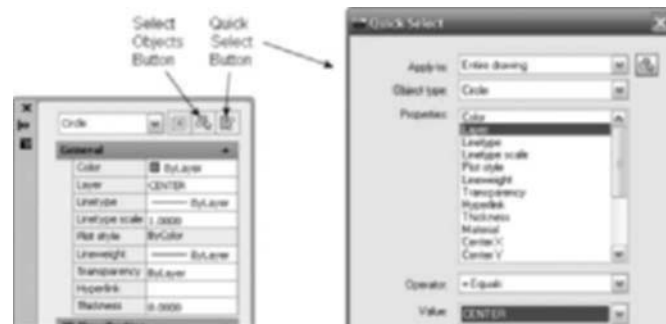 Select
Objects
Button
Quick
Select
Button
Circle
General
Color ByLayer
Layer CENTER
Linetype ByLayer
Linetype scale 1.0000
Plot style ByColor
Lineweight ByLayer
Transparency ByLayer
Hyperlink
Thickness 0.0000
Quick Select
Apply to: Entire drawing
Object type: Circle
Properties: Color
Layer
Linetype
Linetype scale
Plot style
Lineweight
Transparency
Hyperlink
Thickness
Material
Center X
Center Y
Operator: = Equals
Value: CENTER